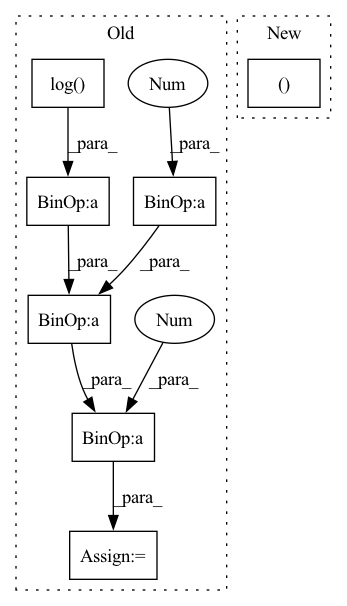 Old
New
log()
Num
()
_para_
_para_
BinOp:a
BinOp:a
_para_
_para_
BinOp:a
Num
_para_
_para_
BinOp:a
_para_
Assign:=